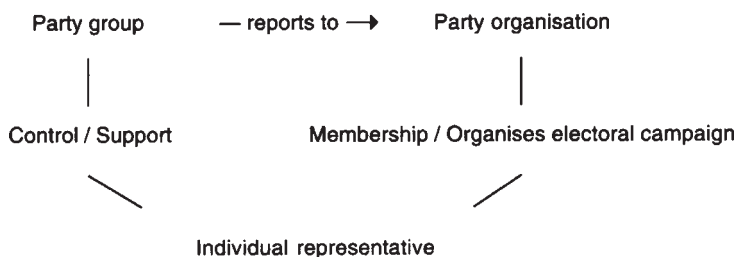 Party group — reports to → Party organisation
Control / Support Membership / Organises electoral campaign
Individual representative